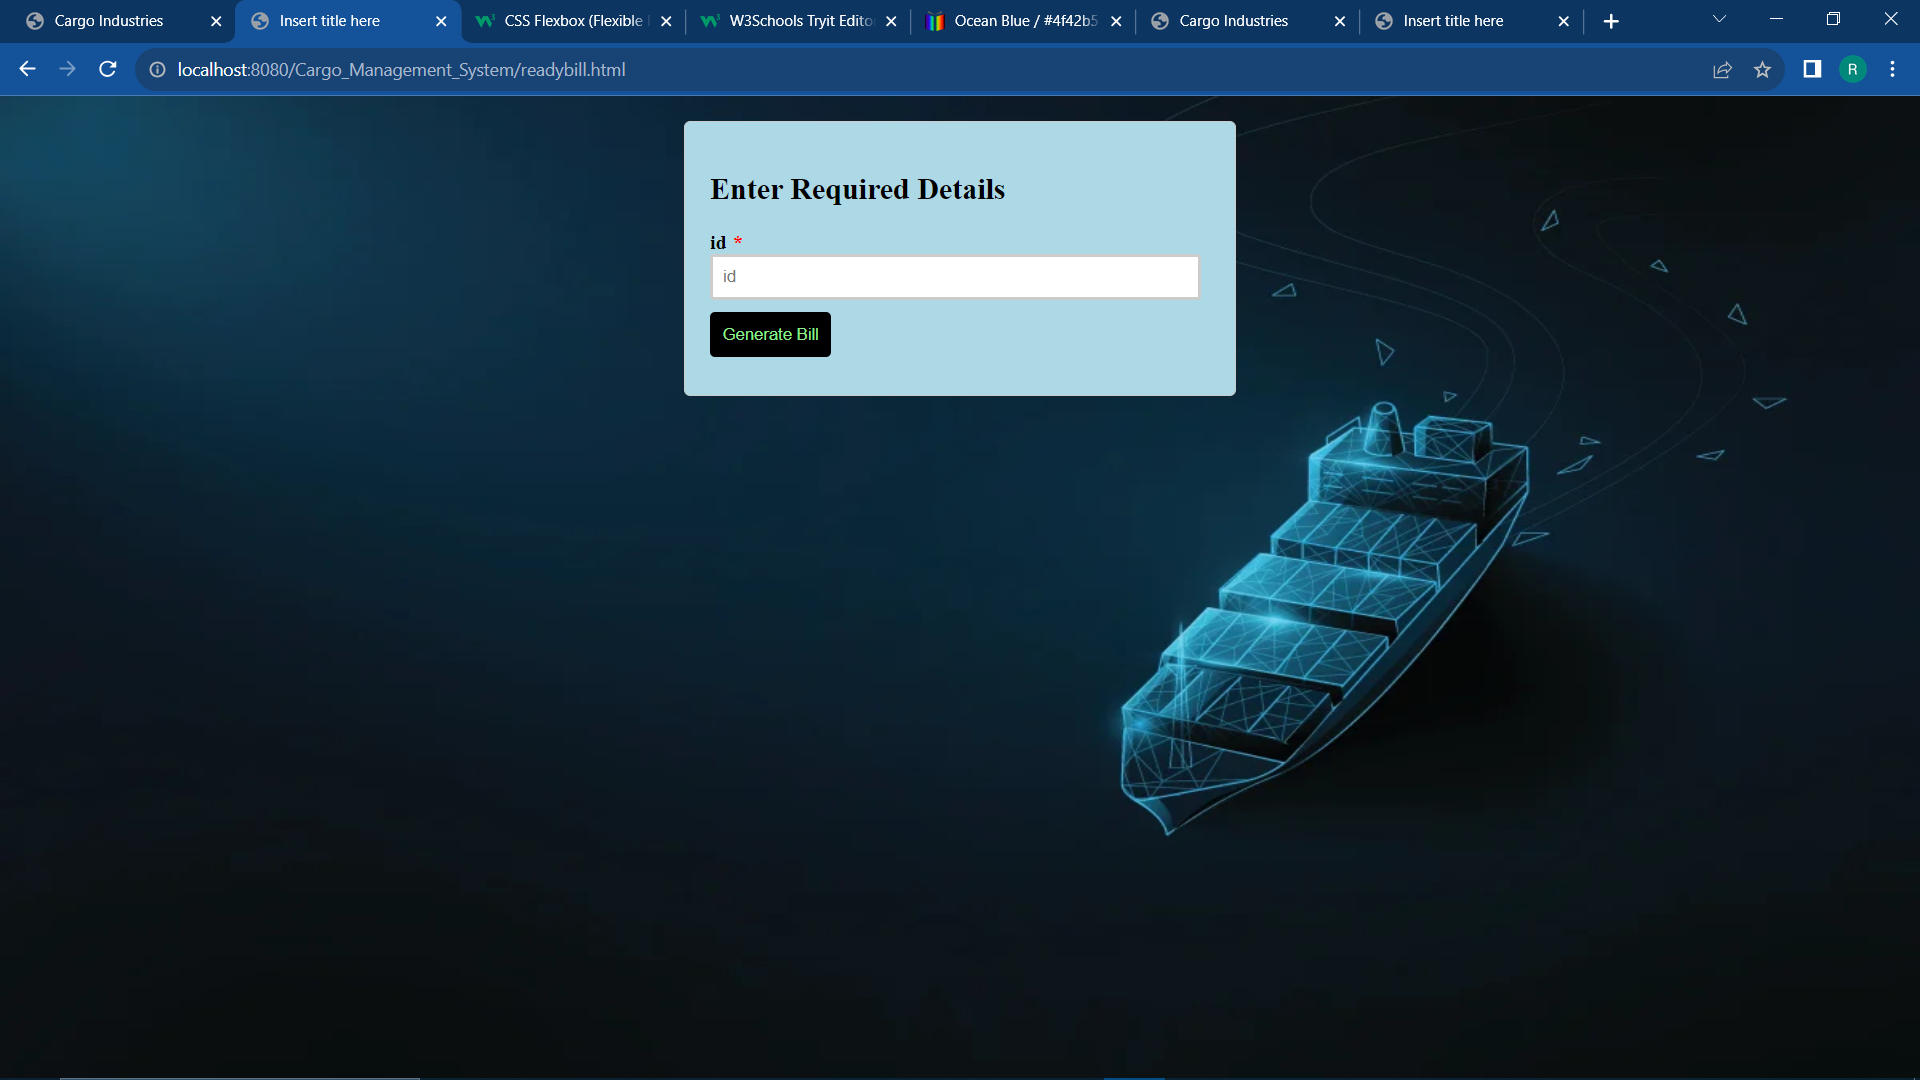 Cargo Industries
Insert title here
CSS Flexbox (Flexible
W3Schools Tryit Edito
Ocean Blue / #4f42b5
Cargo Industries
Insert title here
localhost:8080/Cargo_Management_System/readybill.html
R
Enter Required Details
id *
id
Generate Bill